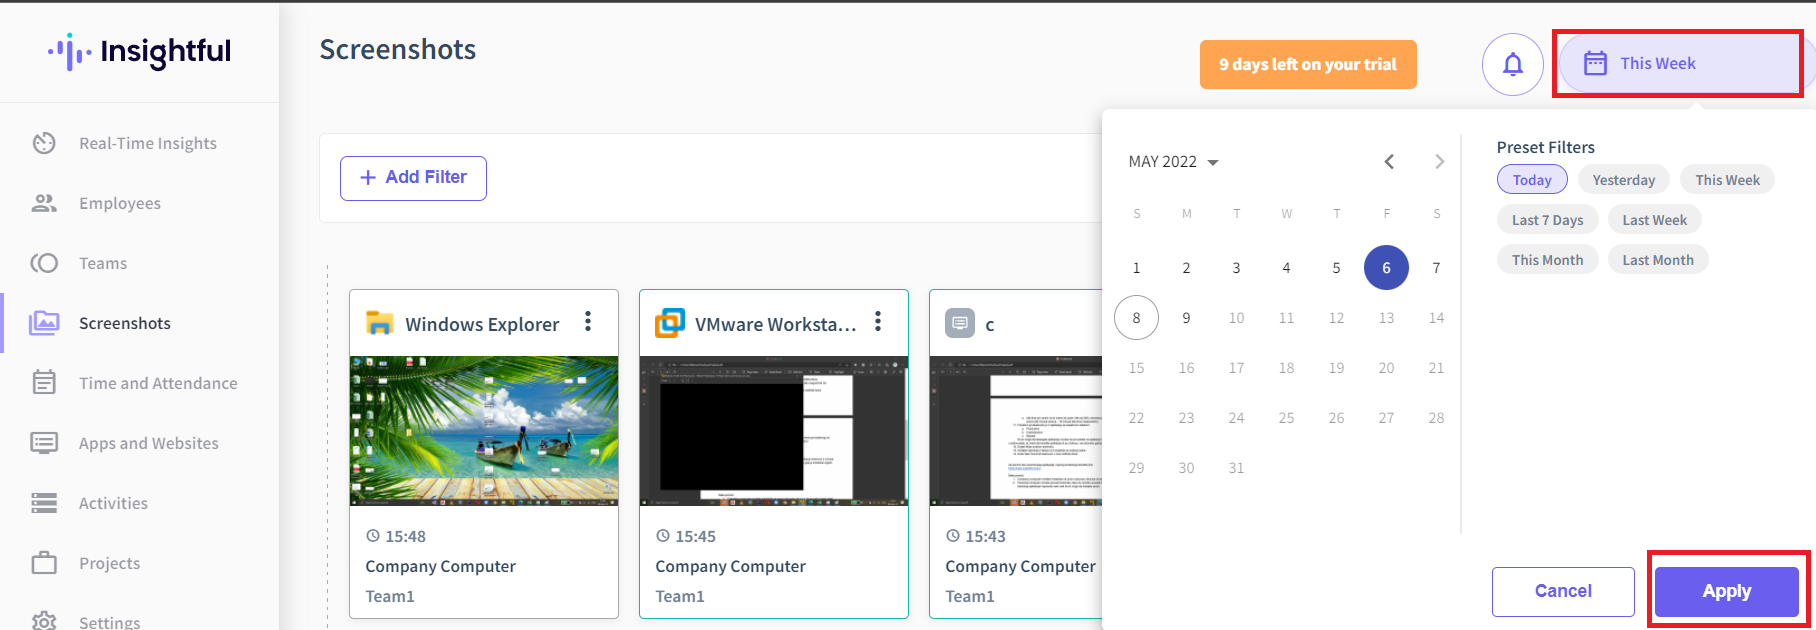 Insightful
Real-Time Insights
Employees
Teams
Screenshots
Time and Attendance
Apps and Websites
Activities
Projects
Settings
Screenshots
9 days left on your trial
This Week
+ Add Filter
Windows Explorer
15:48
Company Computer
Team1
VMware Worksta...
15:45
Company Computer
Team1
c
15:43
Company Computer
Team1
MAY 2022
S M T W T F S
1 2 3 4 5 6 7
8 9 10 11 12 13 14
15 16 17 18 19 20 21
22 23 24 25 26 27 28
29 30 31
Preset Filters
Today Yesterday This Week
Last 7 Days Last Week
This Month Last Month
Cancel Apply